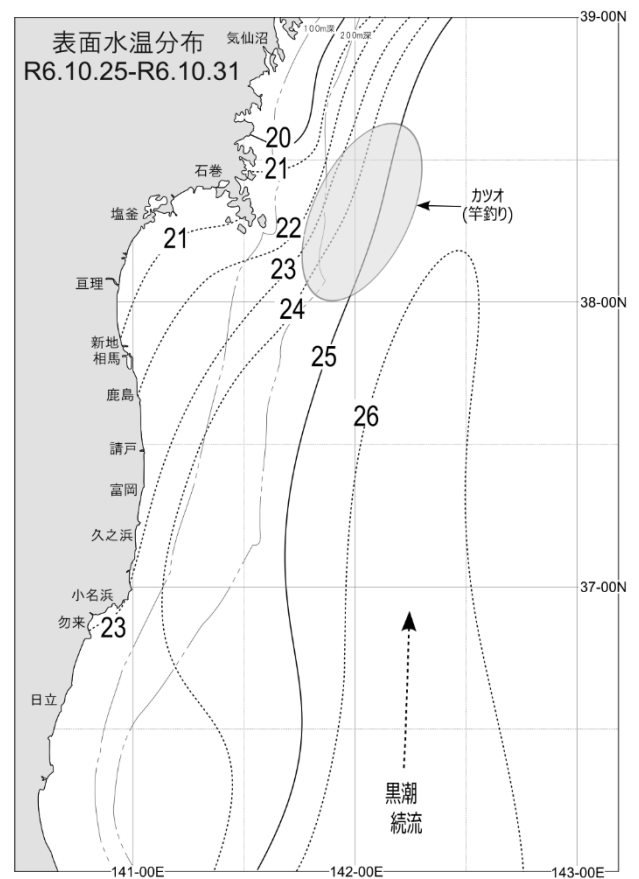 表面水温分布
R6.10.25-R6.10.31
気仙沼
100m深
200m深
39-00N
20
21
石巻
カツオ
(竿釣り)
塩釜
21
22
23
亘理
24
38-00N
新地
相馬
25
鹿島
26
請戸
富岡
久之浜
小名浜
37-00N
勿来
23
日立
黒潮
続流
141-00E
142-00E
143-00E